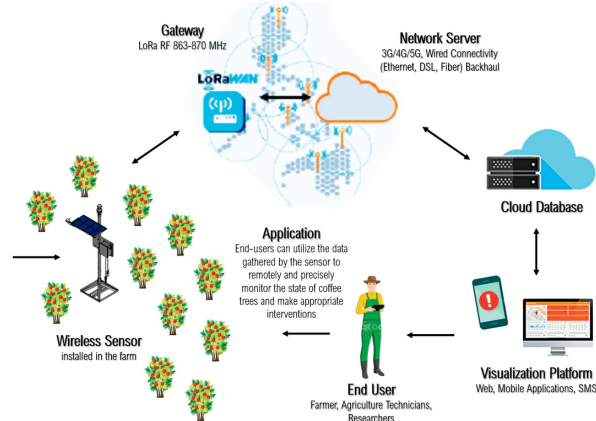 Gateway
LoRa RF 863-870 MHz
Network Server
3G/4G/5G, Wired Connectivity
(Ethernet, DSL, Fiber) Backhaul
LoRaWAN
Cloud Database
Application
End-users can utilize the data
gathered by the sensor to
remotely and precisely
monitor the state of coffee
trees and make appropriate
interventions
Wireless Sensor
installed in the farm
End User
Farmer, Agriculture Technicians,
Researchers
Visualization Platform
Web, Mobile Applications, SMS